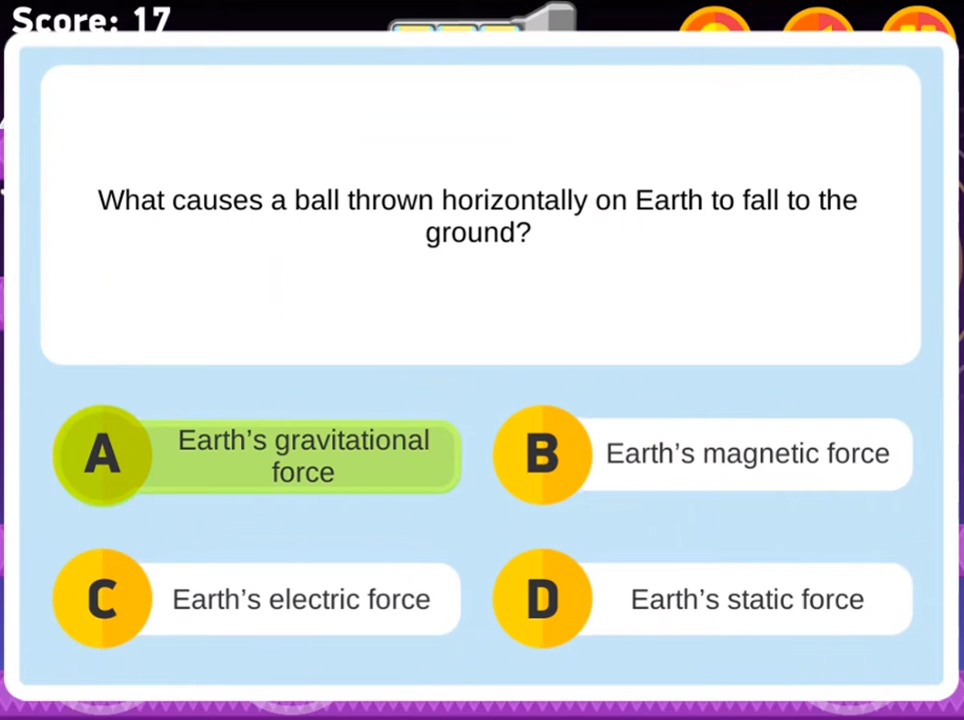 Score: 17
What causes a ball thrown horizontally on Earth to fall to the
ground?
A
Earth's gravitational
force
B
Earth's magnetic force
C
Earth's electric force
D
Earth's static force